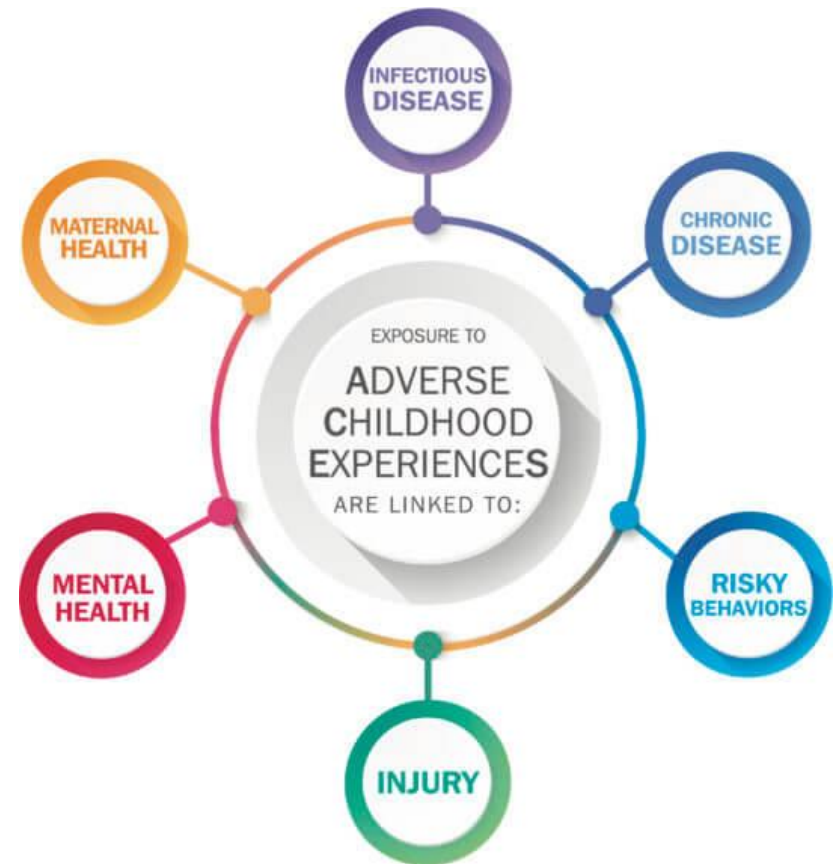 INFECTIOUS
DISEASE
CHRONIC
DISEASE
RISKY
BEHAVIORS
INJURY
MENTAL
HEALTH
MATERNAL
HEALTH
EXPOSURE TO
ADVERSE
CHILDHOOD
EXPERIENCES
ARE LINKED TO: